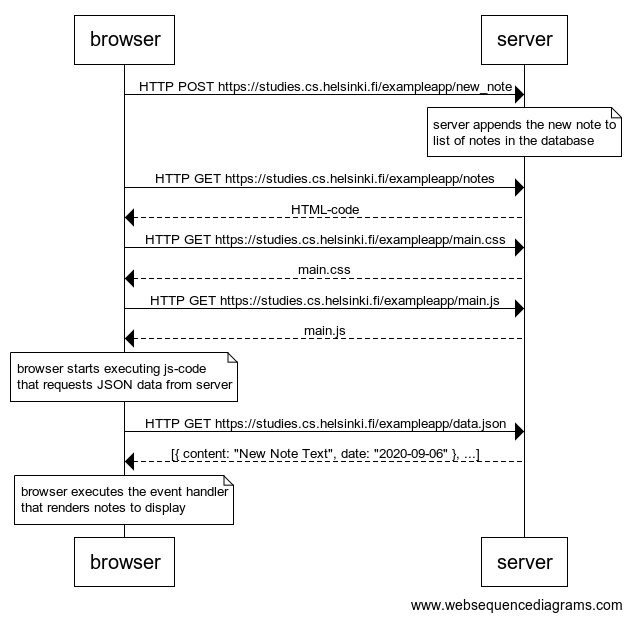 browser
server
HTTP POST https://studies.cs.helsinki.fi/exampleapp/new_note
server appends the new note to
list of notes in the database
HTTP GET https://studies.cs.helsinki.fi/exampleapp/notes
HTML-code
HTTP GET https://studies.cs.helsinki.fi/exampleapp/main.css
main.css
HTTP GET https://studies.cs.helsinki.fi/exampleapp/main.js
main.js
browser starts executing js-code
that requests JSON data from server
HTTP GET https://studies.cs.helsinki.fi/exampleapp/data.json
[{ content: "New Note Text", date: "2020-09-06" }, ...]
browser executes the event handler
that renders notes to display
browser
server
www.websequencediagrams.com